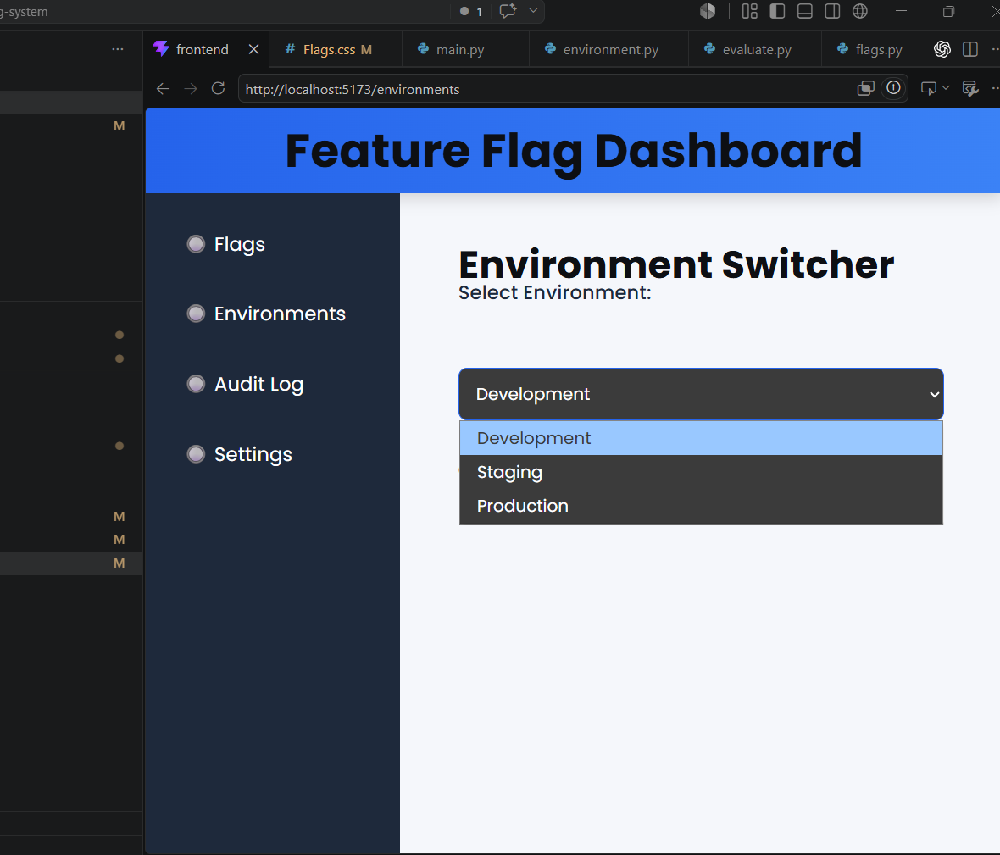 g-system
1
frontend
# Flags.css M
main.py
environment.py
evaluate.py
flags.py
http://localhost:5173/environments
M
Feature Flag Dashboard
Flags
Environments
Audit Log
Settings
Environment Switcher
Select Environment:
Development
Development
Staging
Production
M
M
M